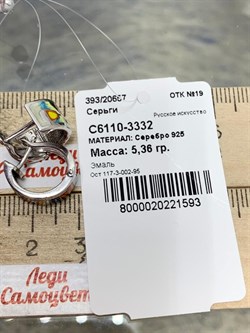 393/20667
ОТК №19
Серьги
Русское искусство
С6110-3332
МАТЕРИАЛ: Серебро 925
Масса: 5,36 гр.
Эмаль
Ост 117-3-002-95
8000020221593
Леди
Самоцвет
Леди
Самоцвет